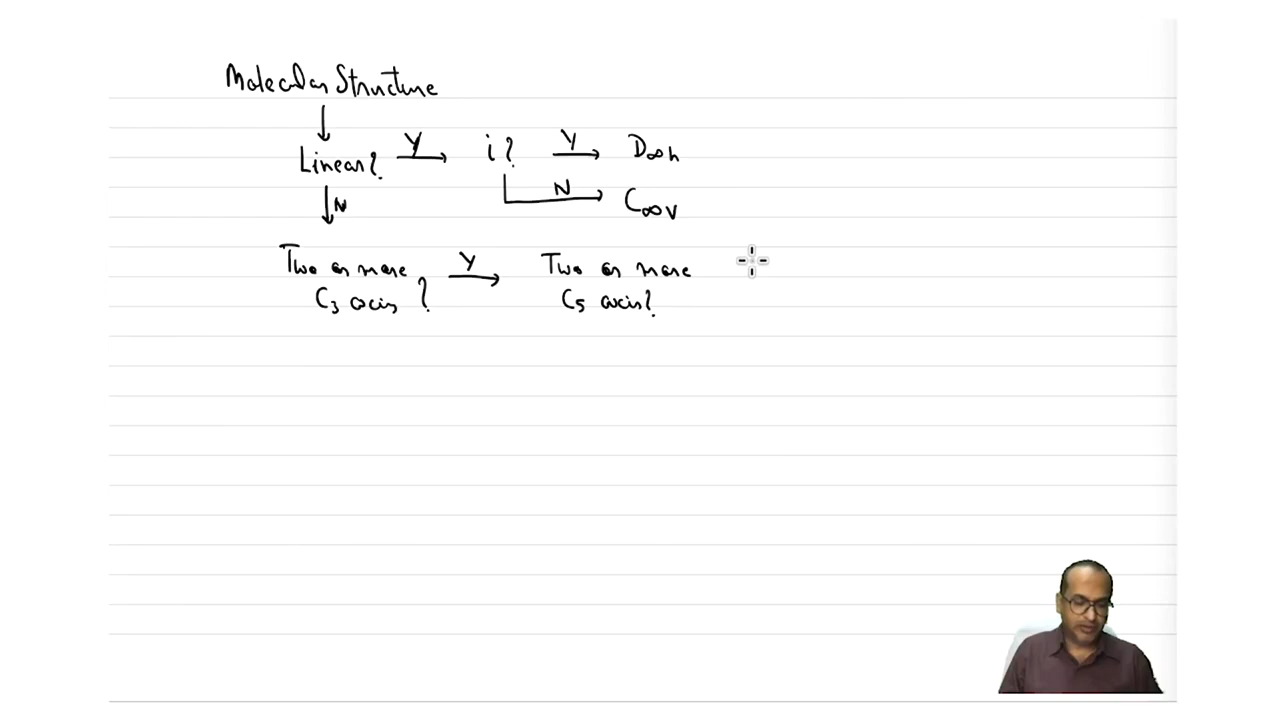 Molecular Structure
↓
Linear? Y→ i? Y→ D∞h
↓N N→ C∞v
Two or more Y→ Two or more
C3 axis? C5 axis?